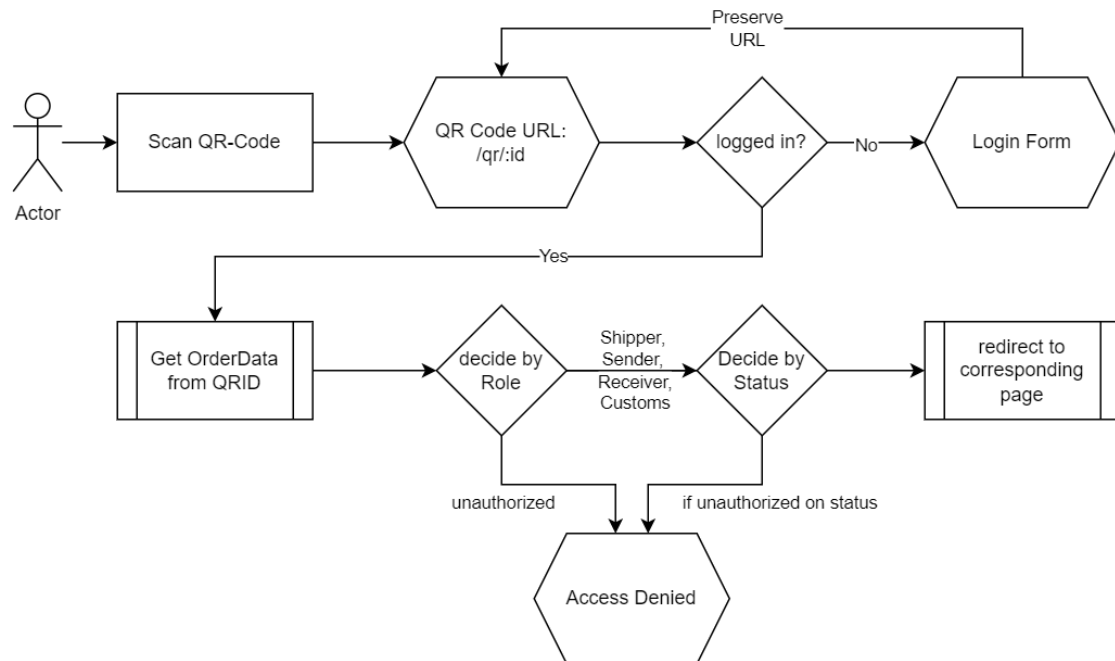 Preserve
URL
Scan QR-Code
QR Code URL:
/qr/:id
logged in?
No
Login Form
Actor
Yes
Get OrderData
from QRID
decide by
Role
Shipper,
Sender,
Receiver,
Customs
Decide by
Status
redirect to
corresponding
page
unauthorized
if unauthorized on status
Access Denied